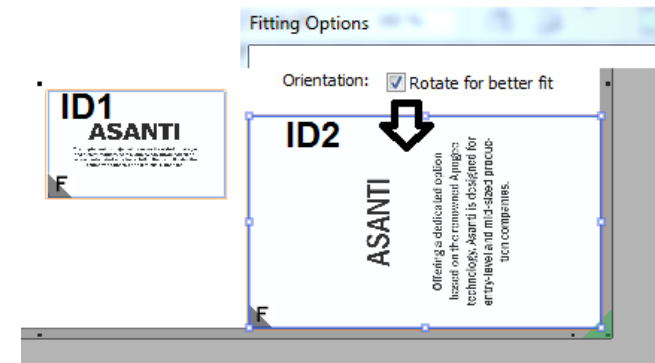 Fitting Options
Orientation: Rotate for better fit
ID1
ASANTI
F
ID2
ASANTI
Offering a dedicated option
based on the renowned Apogee
technology, Asanti is designed for
entry-level and mid-sized produc-
tion companies.
F